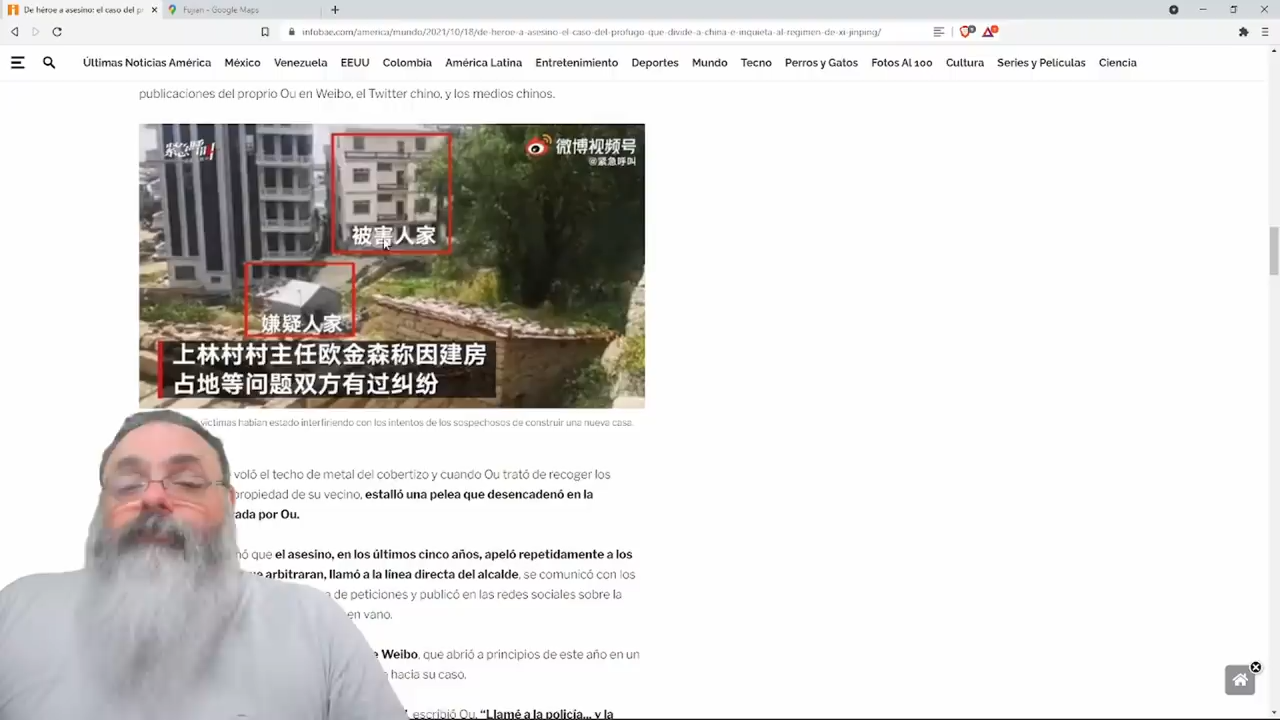 De héroe a asesino: el caso del p
Fujian - Google Maps
infobae.com/america/mundo/2021/10/18/de-heroe-a-asesino-el-caso-del-profugo-que-divide-a-china-e-inquieta-al-regimen-de-xi-jinping/
Últimas Noticias América México Venezuela EEUU Colombia América Latina Entretenimiento Deportes Mundo Tecno Perros y Gatos Fotos Al 100 Cultura Series y Películas Ciencia
publicaciones del proprio Ou en Weibo, el Twitter chino, y los medios chinos.
紧急呼叫
微博视频号
@紧急呼叫
被害人家
嫌疑人家
上林村村主任欧金森称因建房
占地等问题双方有过纠纷
víctimas habían estado interfiriendo con los intentos de los sospechosos de construir una nueva casa.
voló el techo de metal del cobertizo y cuando Ou trató de recoger los
propiedad de su vecino, estalló una pelea que desencadenó en la
ada por Ou.
ó que el asesino, en los últimos cinco años, apeló repetidamente a los
e arbitraran, llamó a la línea directa del alcalde, se comunicó con los
de peticiones y publicó en las redes sociales sobre la
en vano.
e Weibo, que abrió a principios de este año en un
hacia su caso.
escribió Ou. “Llamé a la policía... y la